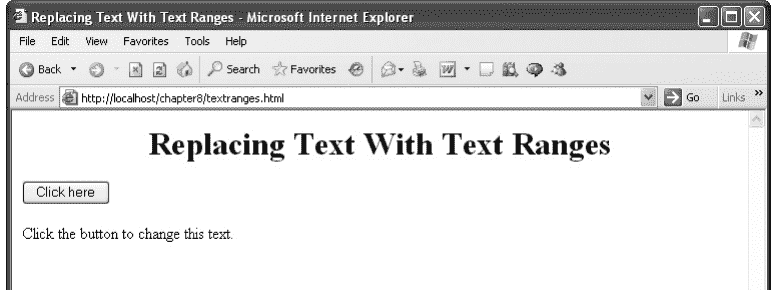 Replacing Text With Text Ranges - Microsoft Internet Explorer
File Edit View Favorites Tools Help
Back Search Favorites
Address http://localhost/chapter8/textranges.html Go Links »
Replacing Text With Text Ranges
Click here
Click the button to change this text.